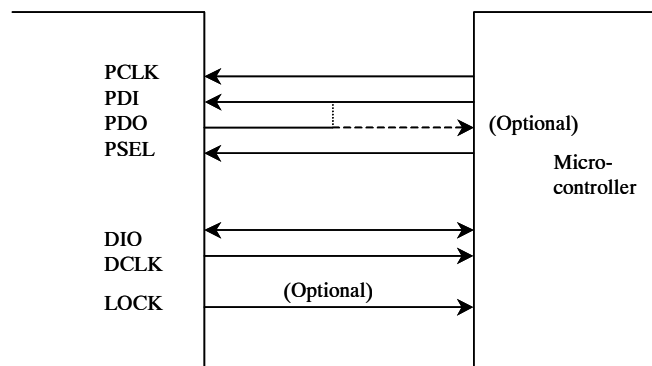 PCLK
PDI
PDO
(Optional)
PSEL
Micro-
controller
DIO
DCLK
LOCK
(Optional)